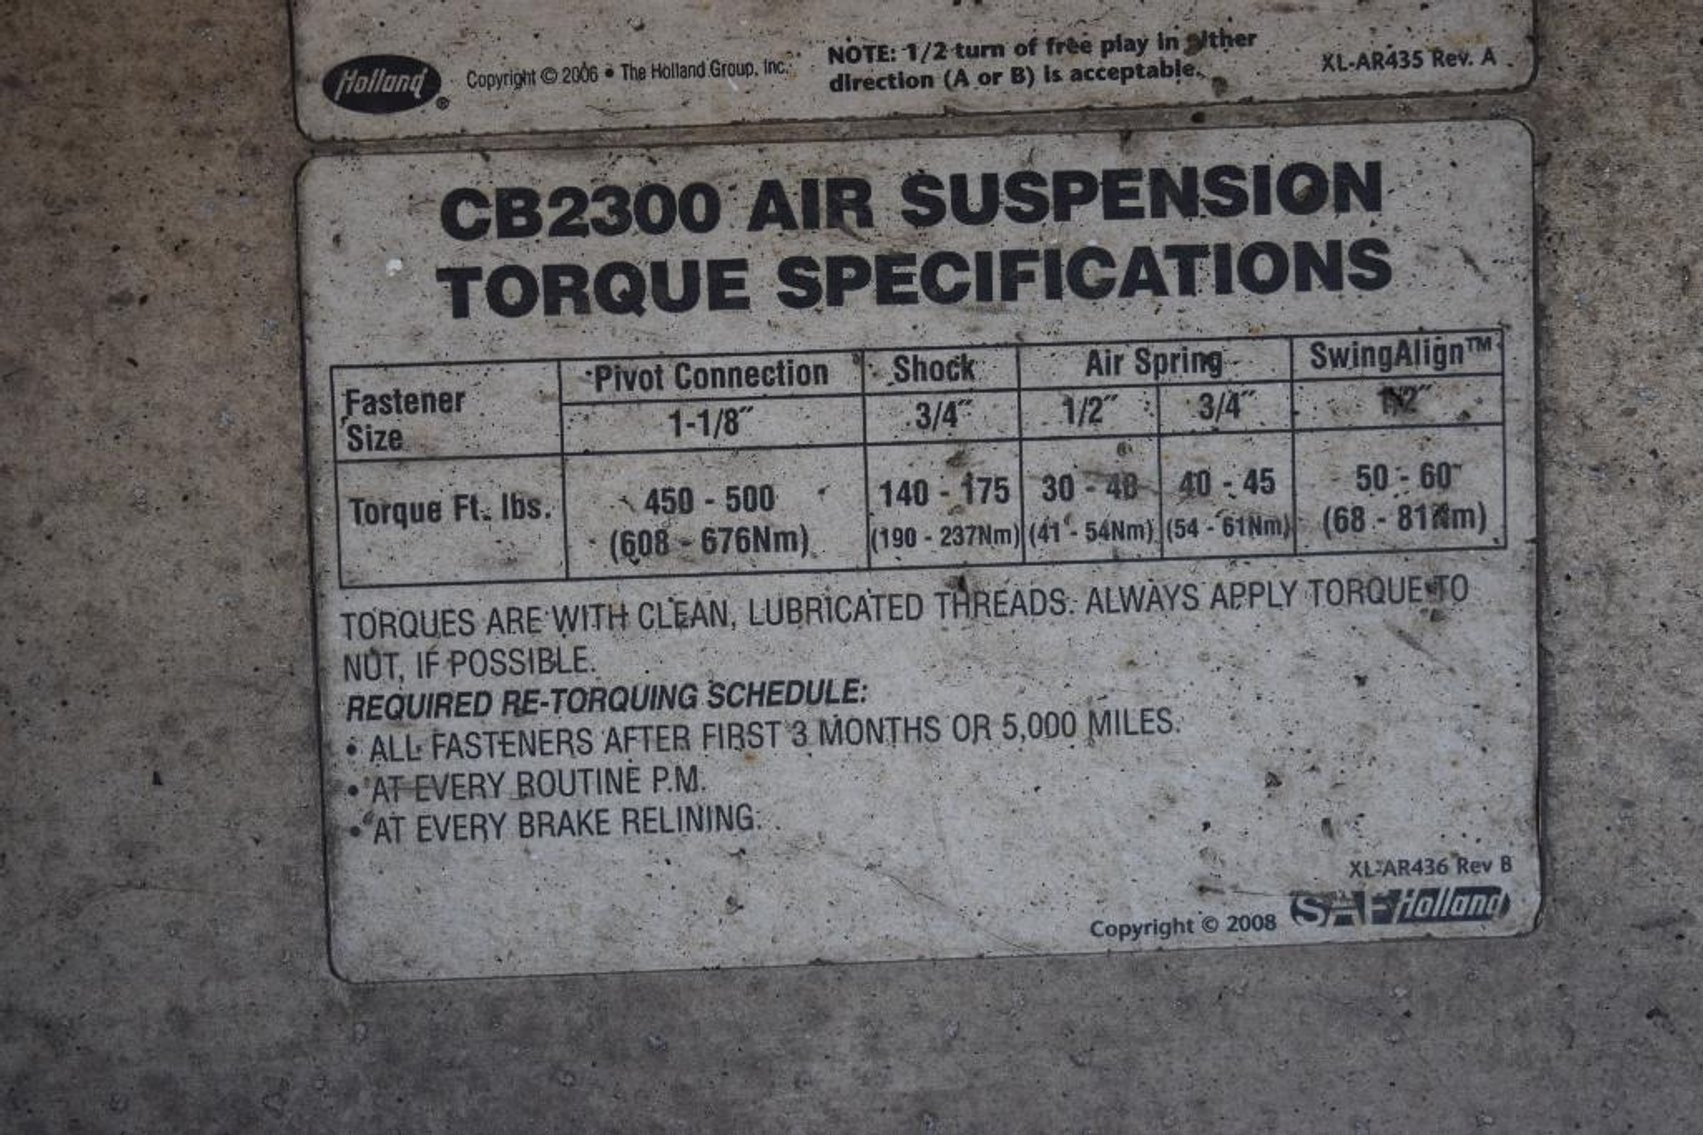 Holland ® Copyright © 2006 • The Holland Group, Inc.
NOTE: 1/2 turn of free play in either
direction (A or B) is acceptable.
XL-AR435 Rev. A
CB2300 AIR SUSPENSION
TORQUE SPECIFICATIONS
Fastener Size Pivot Connection Shock Air Spring SwingAlign™
1-1/8" 3/4" 1/2" 3/4" 1/2"
Torque Ft. lbs. 450 - 500 140 - 175 30 - 40 40 - 45 50 - 60
(608 - 676Nm) (190 - 237Nm) (41 - 54Nm) (54 - 61Nm) (68 - 81Nm)
TORQUES ARE WITH CLEAN, LUBRICATED THREADS. ALWAYS APPLY TORQUE TO
NUT, IF POSSIBLE.
REQUIRED RE-TORQUING SCHEDULE:
• ALL FASTENERS AFTER FIRST 3 MONTHS OR 5,000 MILES.
• AT EVERY ROUTINE P.M.
• AT EVERY BRAKE RELINING.
XL-AR436 Rev B
Copyright © 2008 SAF Holland